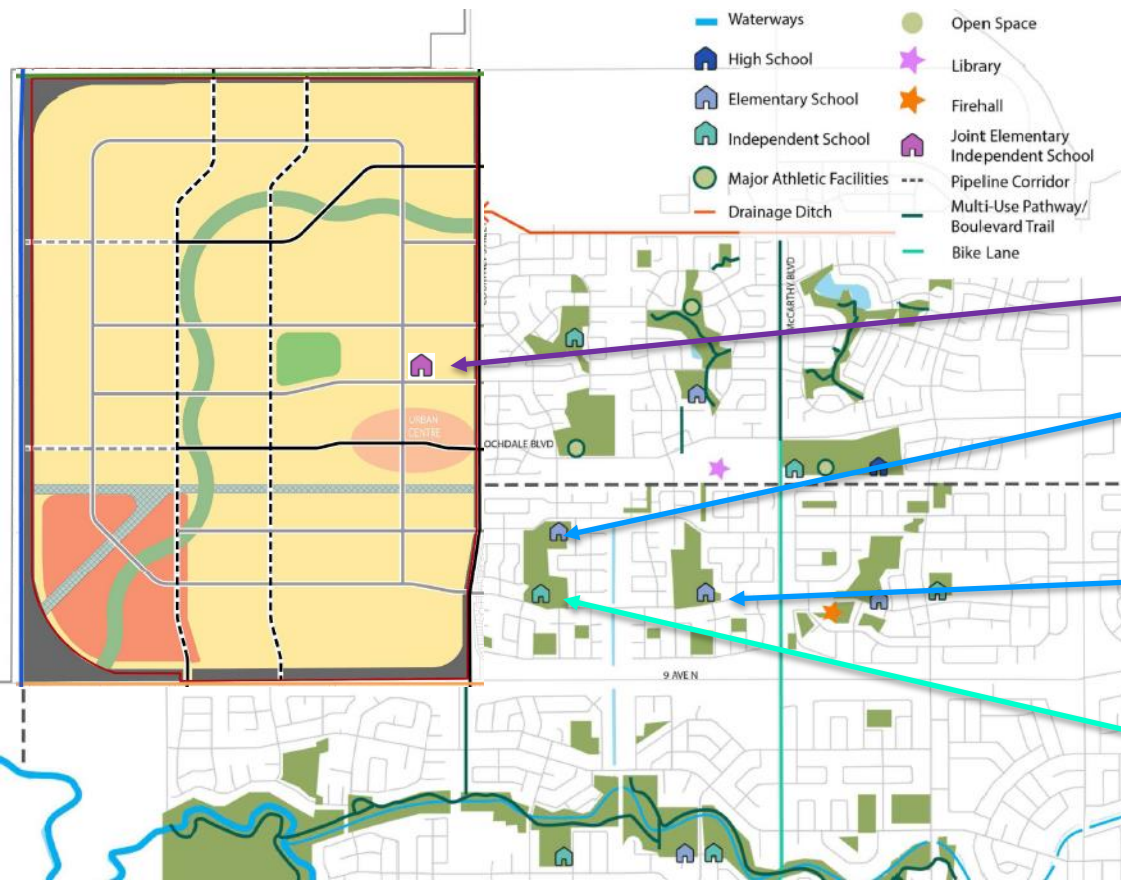 Waterways
High School
Elementary School
Independent School
Major Athletic Facilities
Drainage Ditch
Open Space
Library
Firehall
Joint Elementary
Independent School
Pipeline Corridor
Multi-Use Pathway/
Boulevard Trail
Bike Lane
McCARTHY BLVD
URBAN
CENTRE
OCHDALE BLVD
9 AVE N